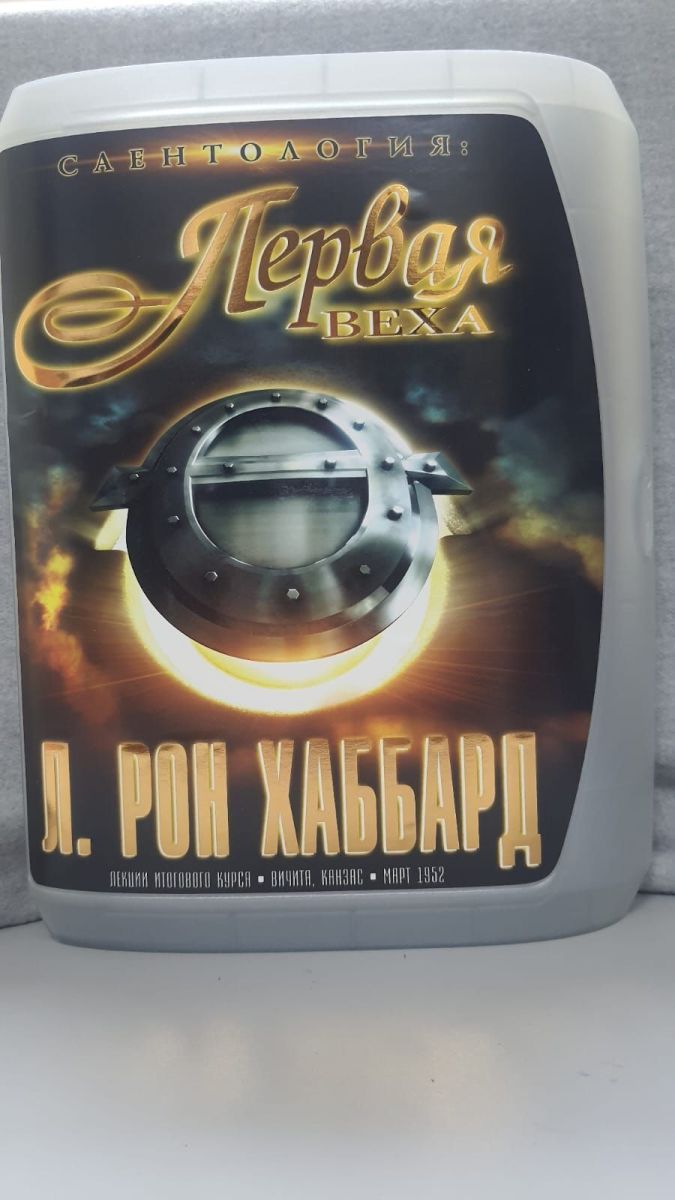 САЕНТОЛОГИЯ:
Первая
ВЕХА
Л. РОН ХАББАРД
ЛЕКЦИИ ИТОГОВОГО КУРСА ▪ ВИЧИТА, КАНЗАС ▪ МАРТ 1952